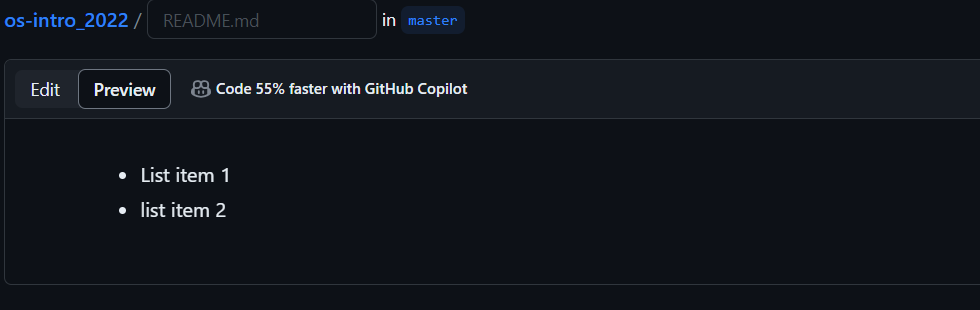 os-intro_2022 / README.md in master
Edit Preview Code 55% faster with GitHub Copilot
• List item 1
• list item 2